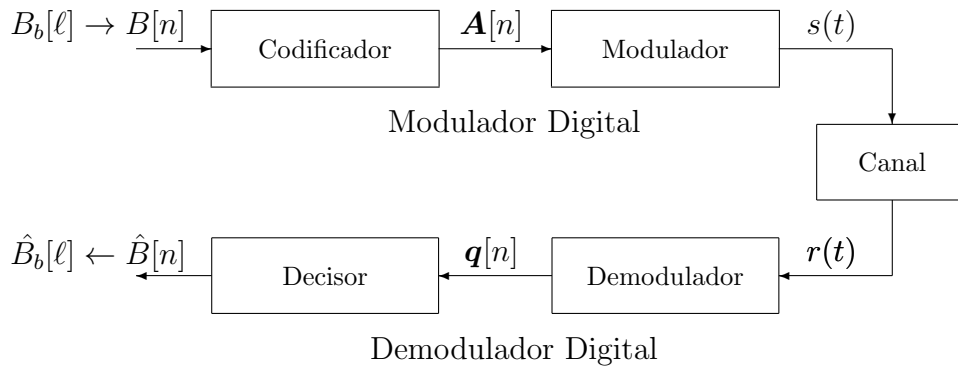 B_b[ℓ] → B[n] Codificador 𝑨[n] Modulador s(t)
Modulador Digital
Canal
B̂_b[ℓ] ← B̂[n] Decisor 𝒒[n] Demodulador r(t)
Demodulador Digital